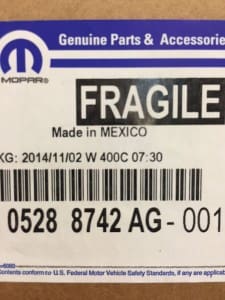 Genuine Parts & Accessories
MOPAR®
FRAGILE
Made in MEXICO
KG: 2014/11/02 W 400C 07:30
0528 8742 AG - 001
Contents conform to U.S. Federal Motor Vehicle Safety Standards, if any are